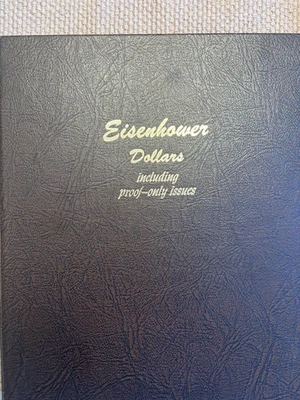 Eisenhower
Dollars
including
proof-only issues